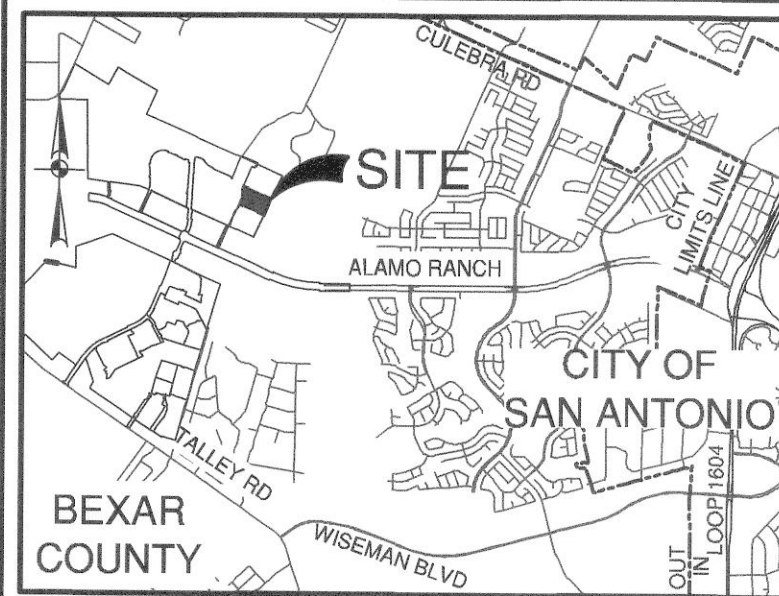 CULEBRA RD
SITE
CITY
LIMITS LINE
ALAMO RANCH
CITY OF
SAN ANTONIO
TALLEY RD
BEXAR
COUNTY
WISEMAN BLVD
OUT
IN
LOOP 1604